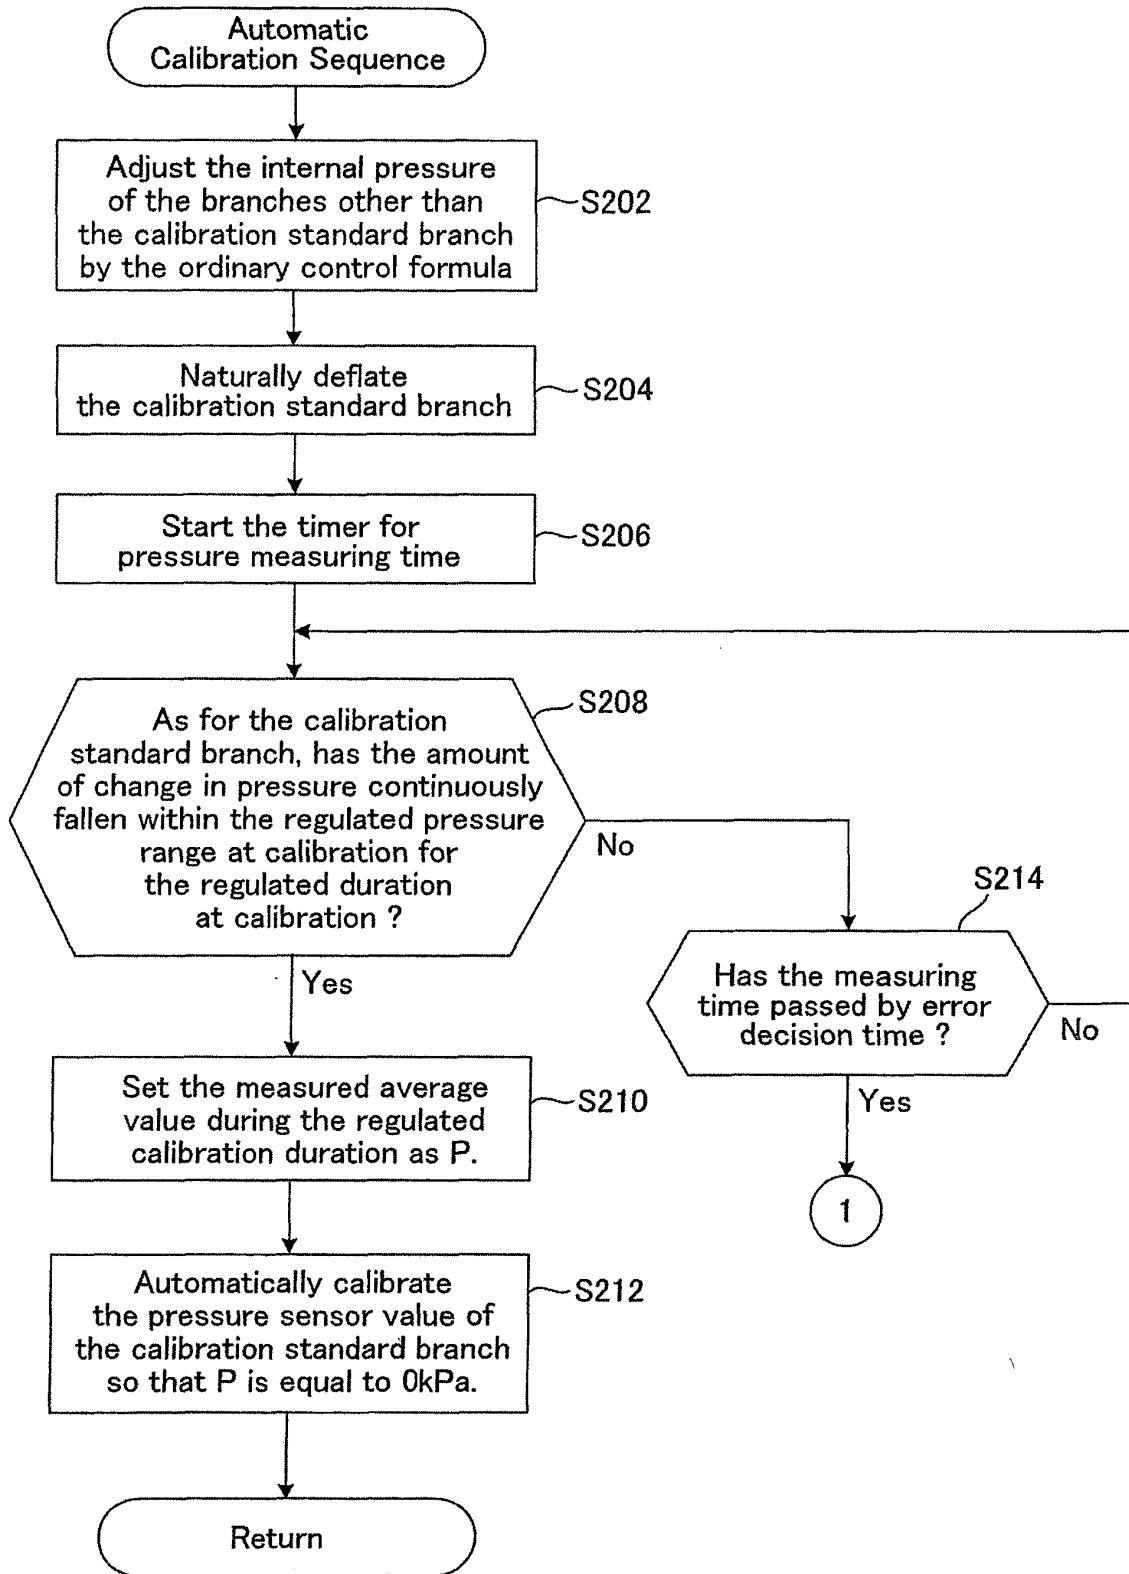 Automatic
Calibration Sequence
Adjust the internal pressure
of the branches other than
the calibration standard branch
by the ordinary control formula
S202
Naturally deflate
the calibration standard branch
S204
Start the timer for
pressure measuring time
S206
As for the calibration
standard branch, has the amount
of change in pressure continuously
fallen within the regulated pressure
range at calibration for
the regulated duration
at calibration ?
S208
No
Yes
S214
Has the measuring
time passed by error
decision time ?
No
Yes
1
Set the measured average
value during the regulated
calibration duration as P.
S210
Automatically calibrate
the pressure sensor value of
the calibration standard branch
so that P is equal to 0kPa.
S212
Return